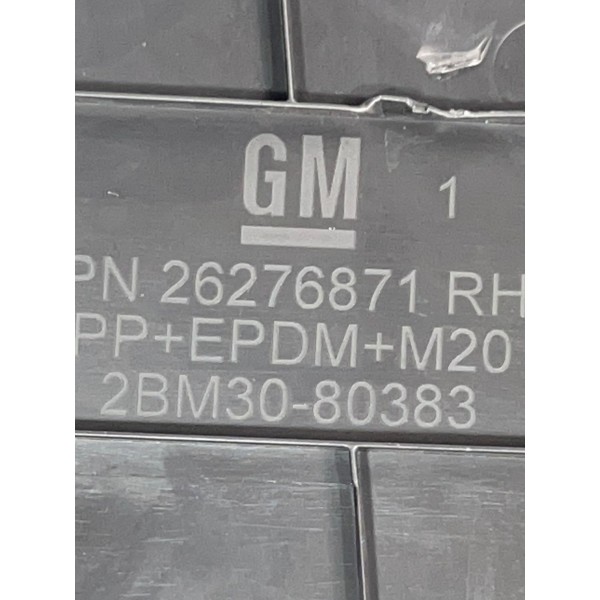 GM 1
PN 26276871 RH
PP+EPDM+M20
2BM30-80383